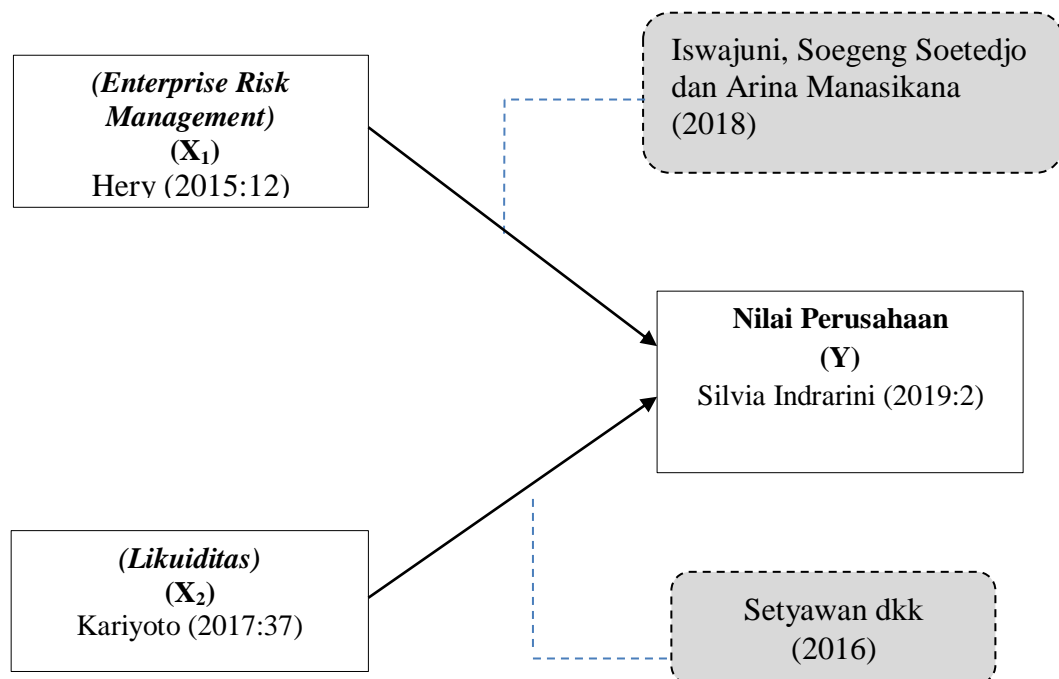 (Enterprise Risk
Management)
(X₁)
Hery (2015:12)
Iswajuni, Soegeng Soetedjo
dan Arina Manasikana
(2018)
Nilai Perusahaan
(Y)
Silvia Indrarini (2019:2)
(Likuiditas)
(X₂)
Kariyoto (2017:37)
Setyawan dkk
(2016)